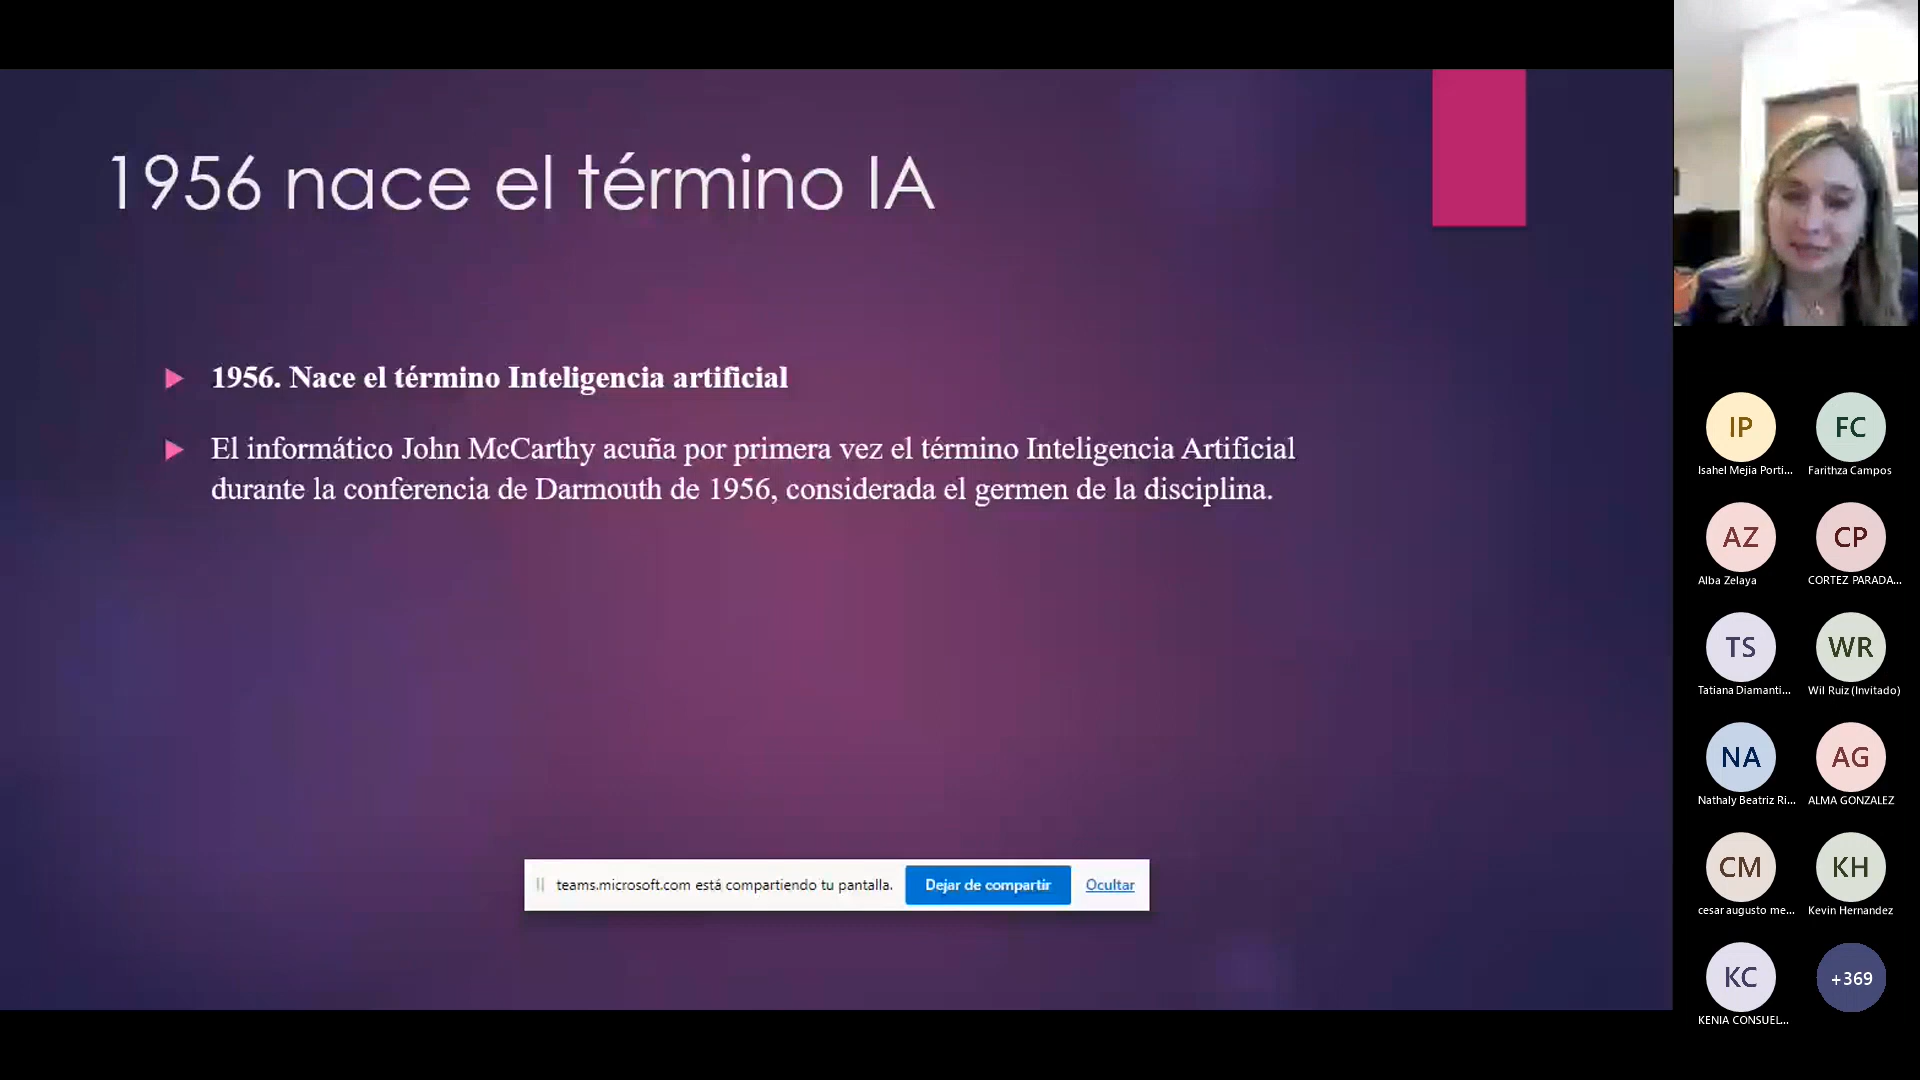 1956 nace el término IA
1956. Nace el término Inteligencia artificial
El informático John McCarthy acuña por primera vez el término Inteligencia Artificial
durante la conferencia de Darmouth de 1956, considerada el germen de la disciplina.
teams.microsoft.com está compartiendo tu pantalla. Dejar de compartir Ocultar
IP FC
Isahel Mejia Porti... Farithza Campos
AZ CP
Alba Zelaya CORTEZ PARADA...
TS WR
Tatiana Diamanti... Wil Ruiz (Invitado)
NA AG
Nathaly Beatriz Ri... ALMA GONZALEZ
CM KH
cesar augusto me... Kevin Hernandez
KC +369
KENIA CONSUEL...